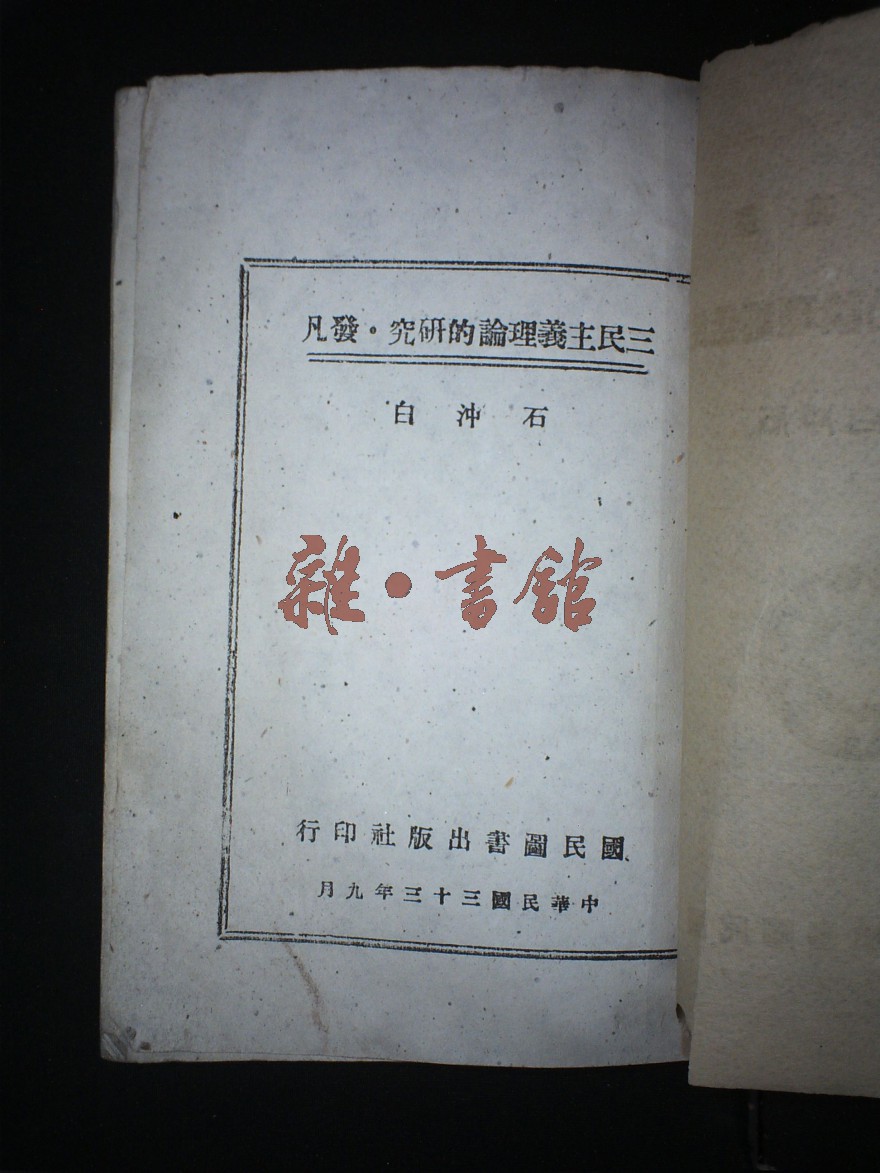 三民主義理論的研究・發凡
石沖白
雜・書館
國民圖書出版社印行
中華民國三十三年九月